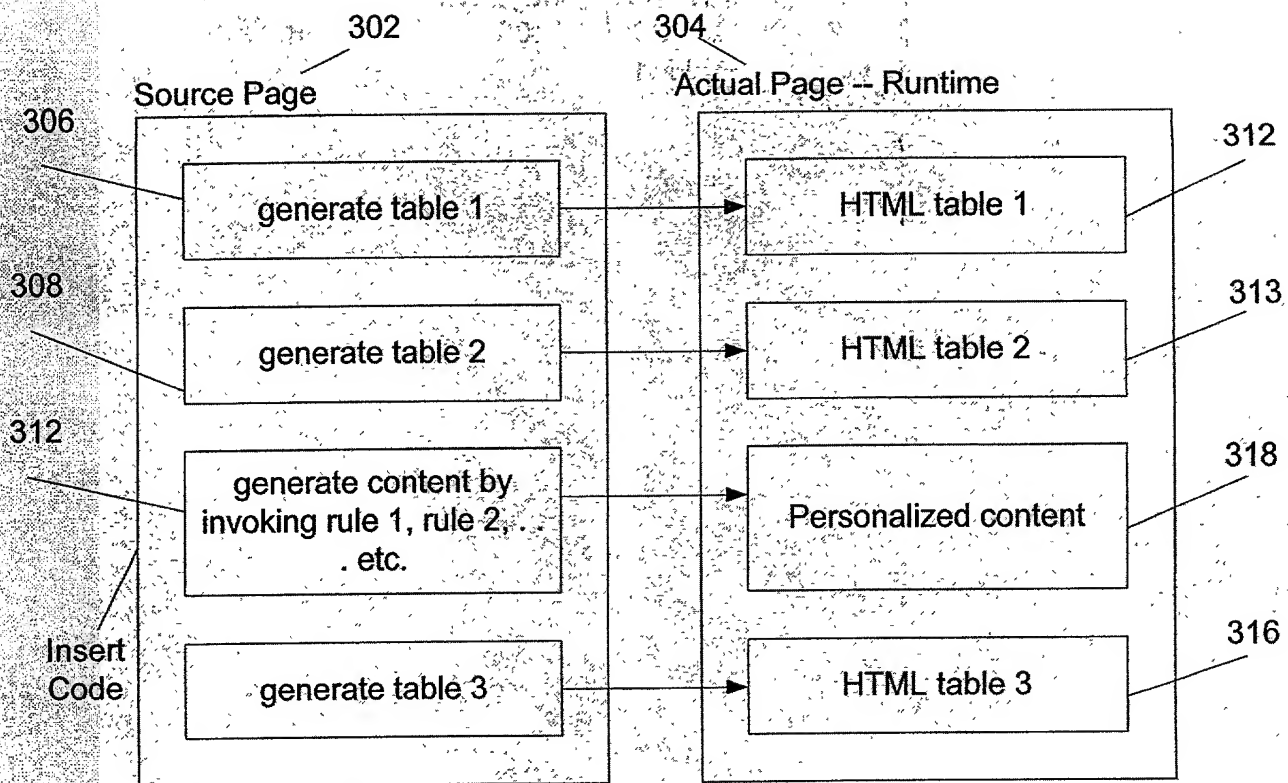 302
304
Source Page
Actual Page -- Runtime
306
312
generate table 1
HTML table 1
308
313
generate table 2
HTML table 2
312
318
generate content by
invoking rule 1, rule 2, . .
. etc.
Personalized content
316
Insert
Code
generate table 3
HTML table 3